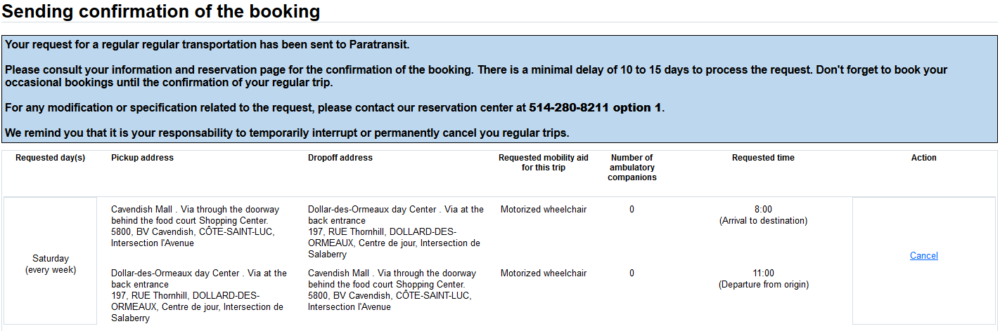 Sending confirmation of the booking
Your request for a regular regular transportation has been sent to Paratransit.
Please consult your information and reservation page for the confirmation of the booking. There is a minimal delay of 10 to 15 days to process the request. Don't forget to book your
occasional bookings until the confirmation of your regular trip.
For any modification or specification related to the request, please contact our reservation center at 514-280-8211 option 1.
We remind you that it is your responsability to temporarily interrupt or permanently cancel you regular trips.
Requested day(s)
Pickup address
Dropoff address
Requested mobility aid
for this trip
Number of
ambulatory
companions
Requested time
Action
Saturday
(every week)
Cavendish Mall . Via through the doorway
behind the food court Shopping Center.
5800, BV Cavendish, CÔTE-SAINT-LUC,
Intersection l'Avenue
Dollar-des-Ormeaux day Center . Via at the
back entrance
197, RUE Thornhill, DOLLARD-DES-
ORMEAUX, Centre de jour, Intersection de
Salaberry
Motorized wheelchair
0
8:00
(Arrival to destination)
Cancel
Dollar-des-Ormeaux day Center . Via at the
back entrance
197, RUE Thornhill, DOLLARD-DES-
ORMEAUX, Centre de jour, Intersection de
Salaberry
Cavendish Mall . Via through the doorway
behind the food court Shopping Center.
5800, BV Cavendish, CÔTE-SAINT-LUC,
Intersection l'Avenue
Motorized wheelchair
0
11:00
(Departure from origin)